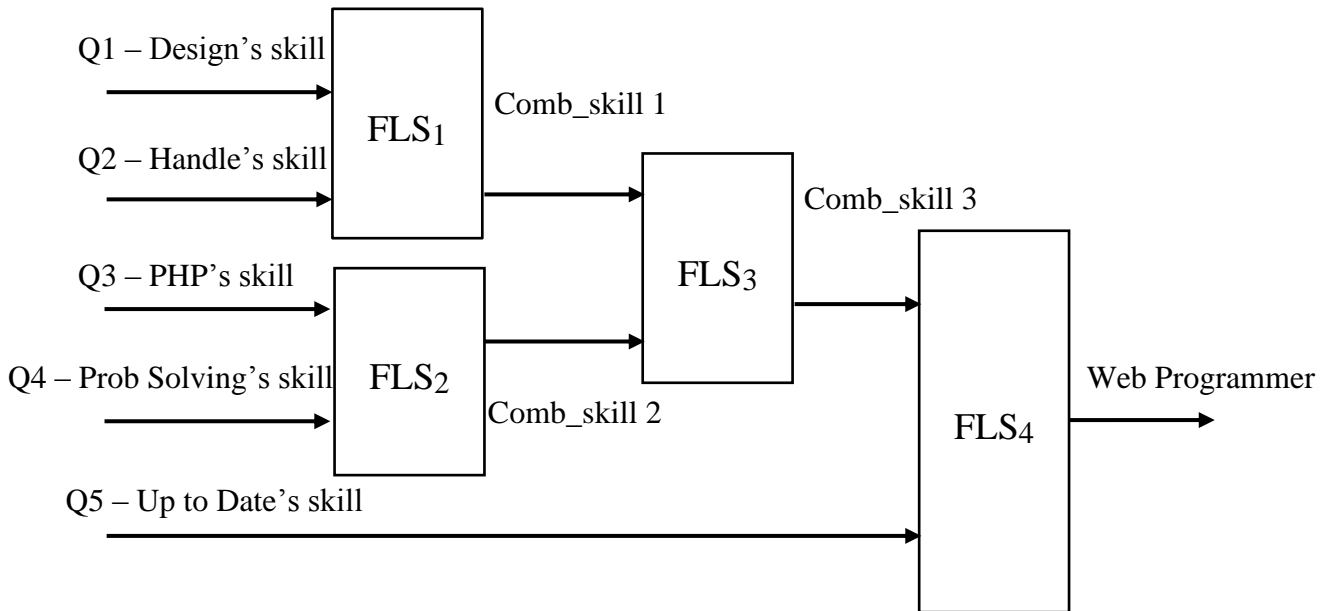 Q1 – Design’s skill
Comb_skill 1
FLS1
Q2 – Handle’s skill
Comb_skill 3
Q3 – PHP’s skill
FLS3
Q4 – Prob Solving’s skill
FLS2
Web Programmer
Comb_skill 2
FLS4
Q5 – Up to Date’s skill